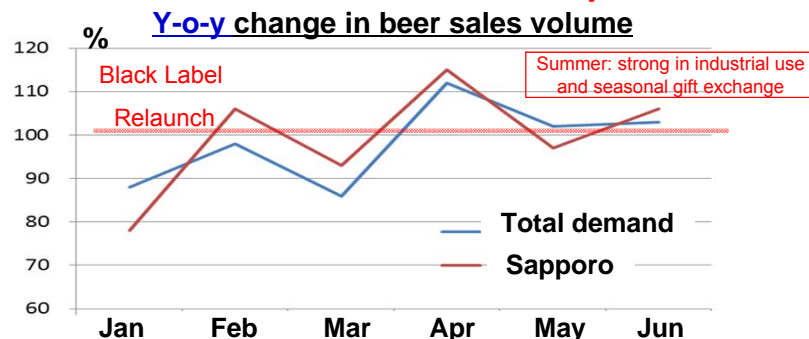 Y-o-y change in beer sales volume
%
120
110
100
90
80
70
60
Black Label
Relaunch
Summer: strong in industrial use
and seasonal gift exchange
Total demand
Sapporo
Jan Feb Mar Apr May Jun